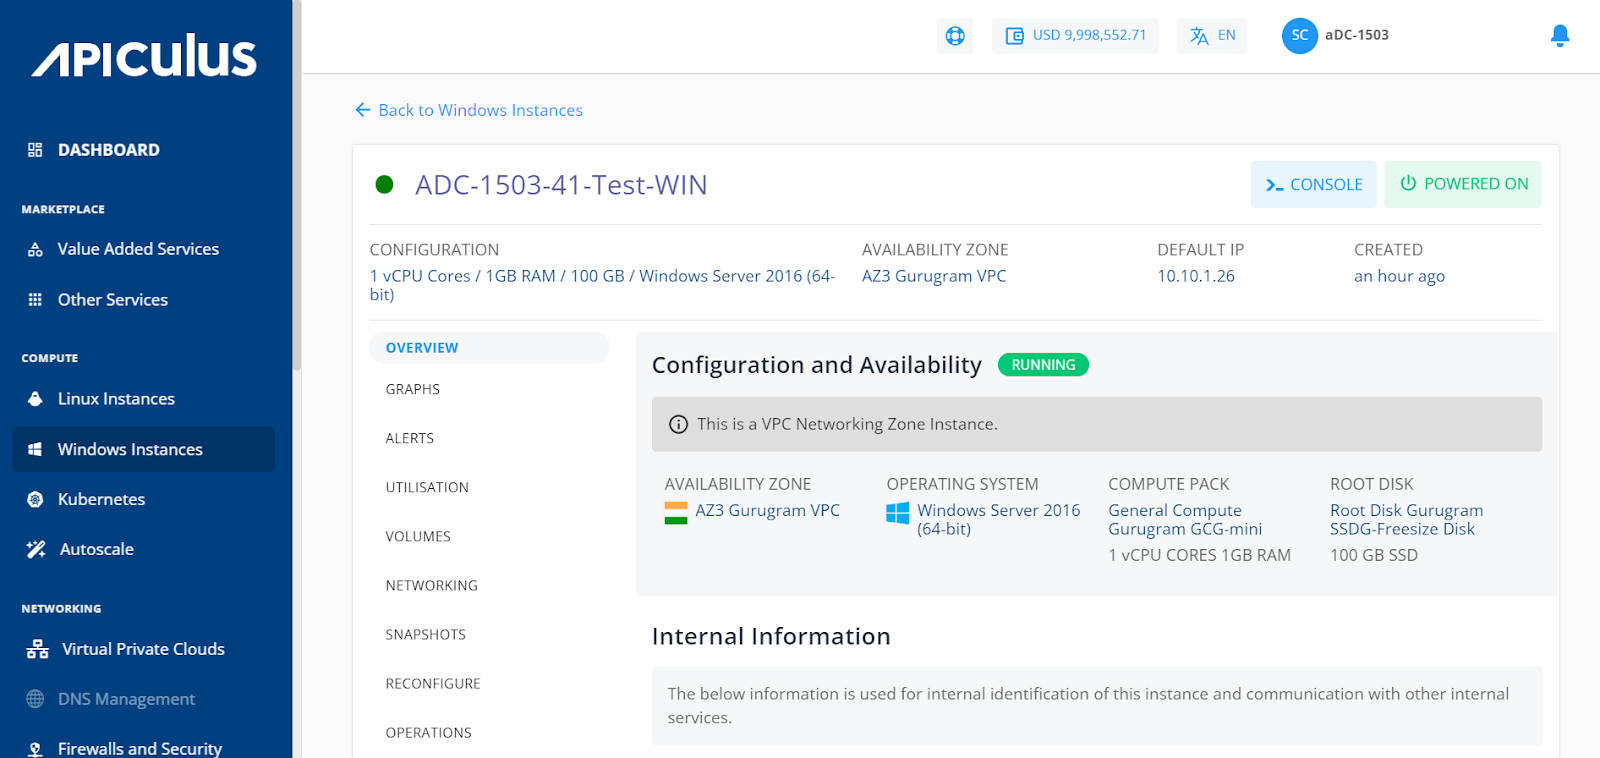 APICULUS
USD 9,998,552.71
EN
SC
aDC-1503
DASHBOARD
MARKETPLACE
Value Added Services
Other Services
COMPUTE
Linux Instances
Windows Instances
Kubernetes
Autoscale
NETWORKING
Virtual Private Clouds
DNS Management
Firewalls and Security
Back to Windows Instances
ADC-1503-41-Test-WIN
CONSOLE
POWERED ON
CONFIGURATION
1 vCPU Cores / 1GB RAM / 100 GB / Windows Server 2016 (64-
bit)
AVAILABILITY ZONE
AZ3 Gurugram VPC
DEFAULT IP
10.10.1.26
CREATED
an hour ago
OVERVIEW
GRAPHS
ALERTS
UTILISATION
VOLUMES
NETWORKING
SNAPSHOTS
RECONFIGURE
OPERATIONS
Configuration and Availability
RUNNING
This is a VPC Networking Zone Instance.
AVAILABILITY ZONE
AZ3 Gurugram VPC
OPERATING SYSTEM
Windows Server 2016
(64-bit)
COMPUTE PACK
General Compute
Gurugram GCG-mini
1 vCPU CORES 1GB RAM
ROOT DISK
Root Disk Gurugram
SSDG-Freesize Disk
100 GB SSD
Internal Information
The below information is used for internal identification of this instance and communication with other internal
services.